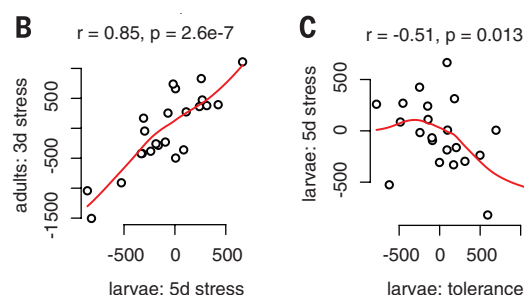 B
r = 0.85, p = 2.6e-7
adults: 3d stress
500
-500
-1500
-500
0
500
larvae: 5d stress
C
r = -0.51, p = 0.013
larvae: 5d stress
500
0
-500
-500
0
500
larvae: tolerance